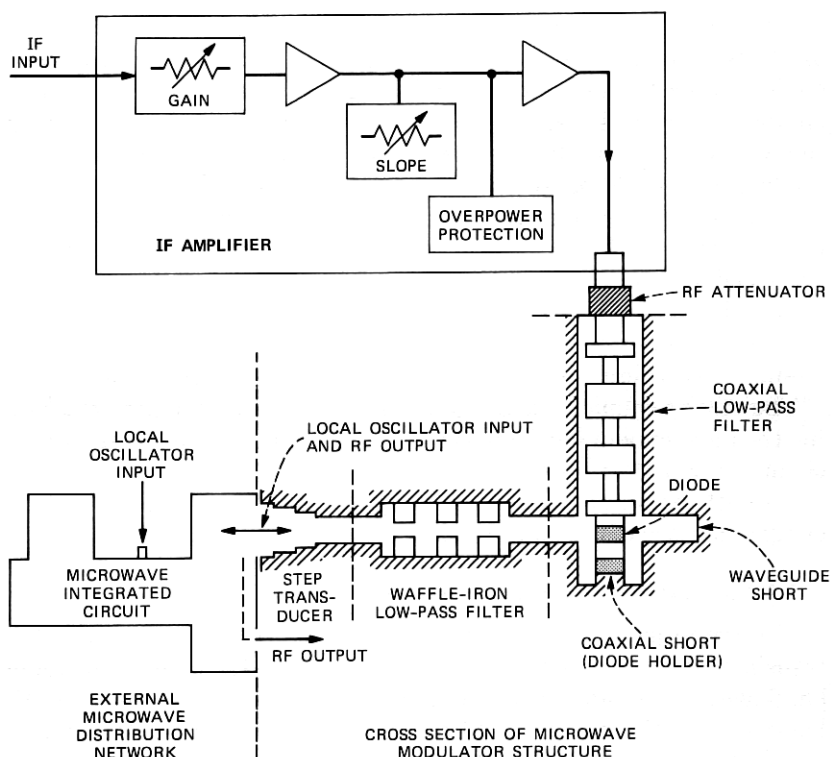 IF
INPUT
GAIN
SLOPE
OVERPOWER
PROTECTION
IF AMPLIFIER
RF ATTENUATOR
COAXIAL
LOW-PASS
FILTER
LOCAL
OSCILLATOR
INPUT
LOCAL OSCILLATOR INPUT
AND RF OUTPUT
DIODE
MICROWAVE
INTEGRATED
CIRCUIT
STEP
TRANS-
DUCER
WAFFLE-IRON
LOW-PASS FILTER
WAVEGUIDE
SHORT
COAXIAL SHORT
(DIODE HOLDER)
RF OUTPUT
EXTERNAL
MICROWAVE
DISTRIBUTION
NETWORK
CROSS SECTION OF MICROWAVE
MODULATOR STRUCTURE